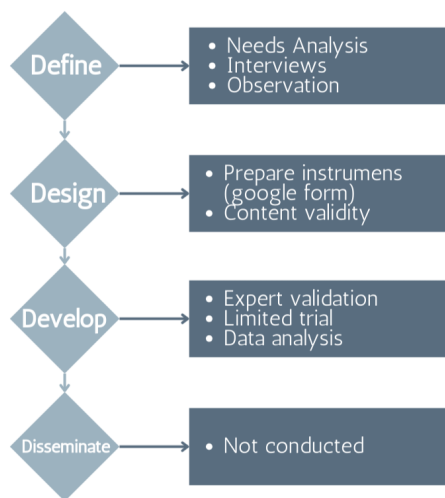 Define
• Needs Analysis
• Interviews
• Observation
Design
• Prepare instrumens
(google form)
• Content validity
Develop
• Expert validation
• Limited trial
• Data analysis
Disseminate
• Not conducted